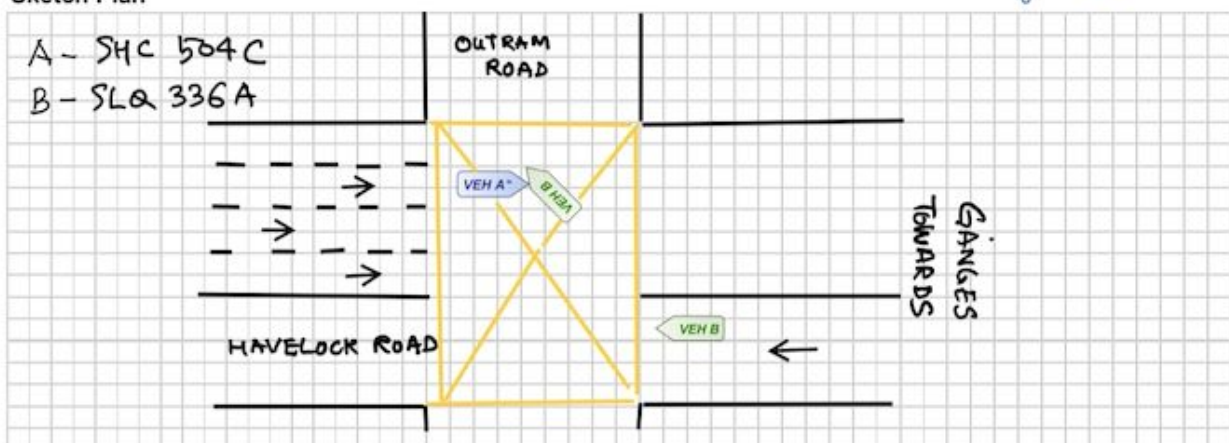 Sketch Plan
A - SHC 504C
B - SLQ 336A
OUTRAM
ROAD
VEH A
VEH B
VEH B
HAVELOCK ROAD
TOWARDS
GANGES